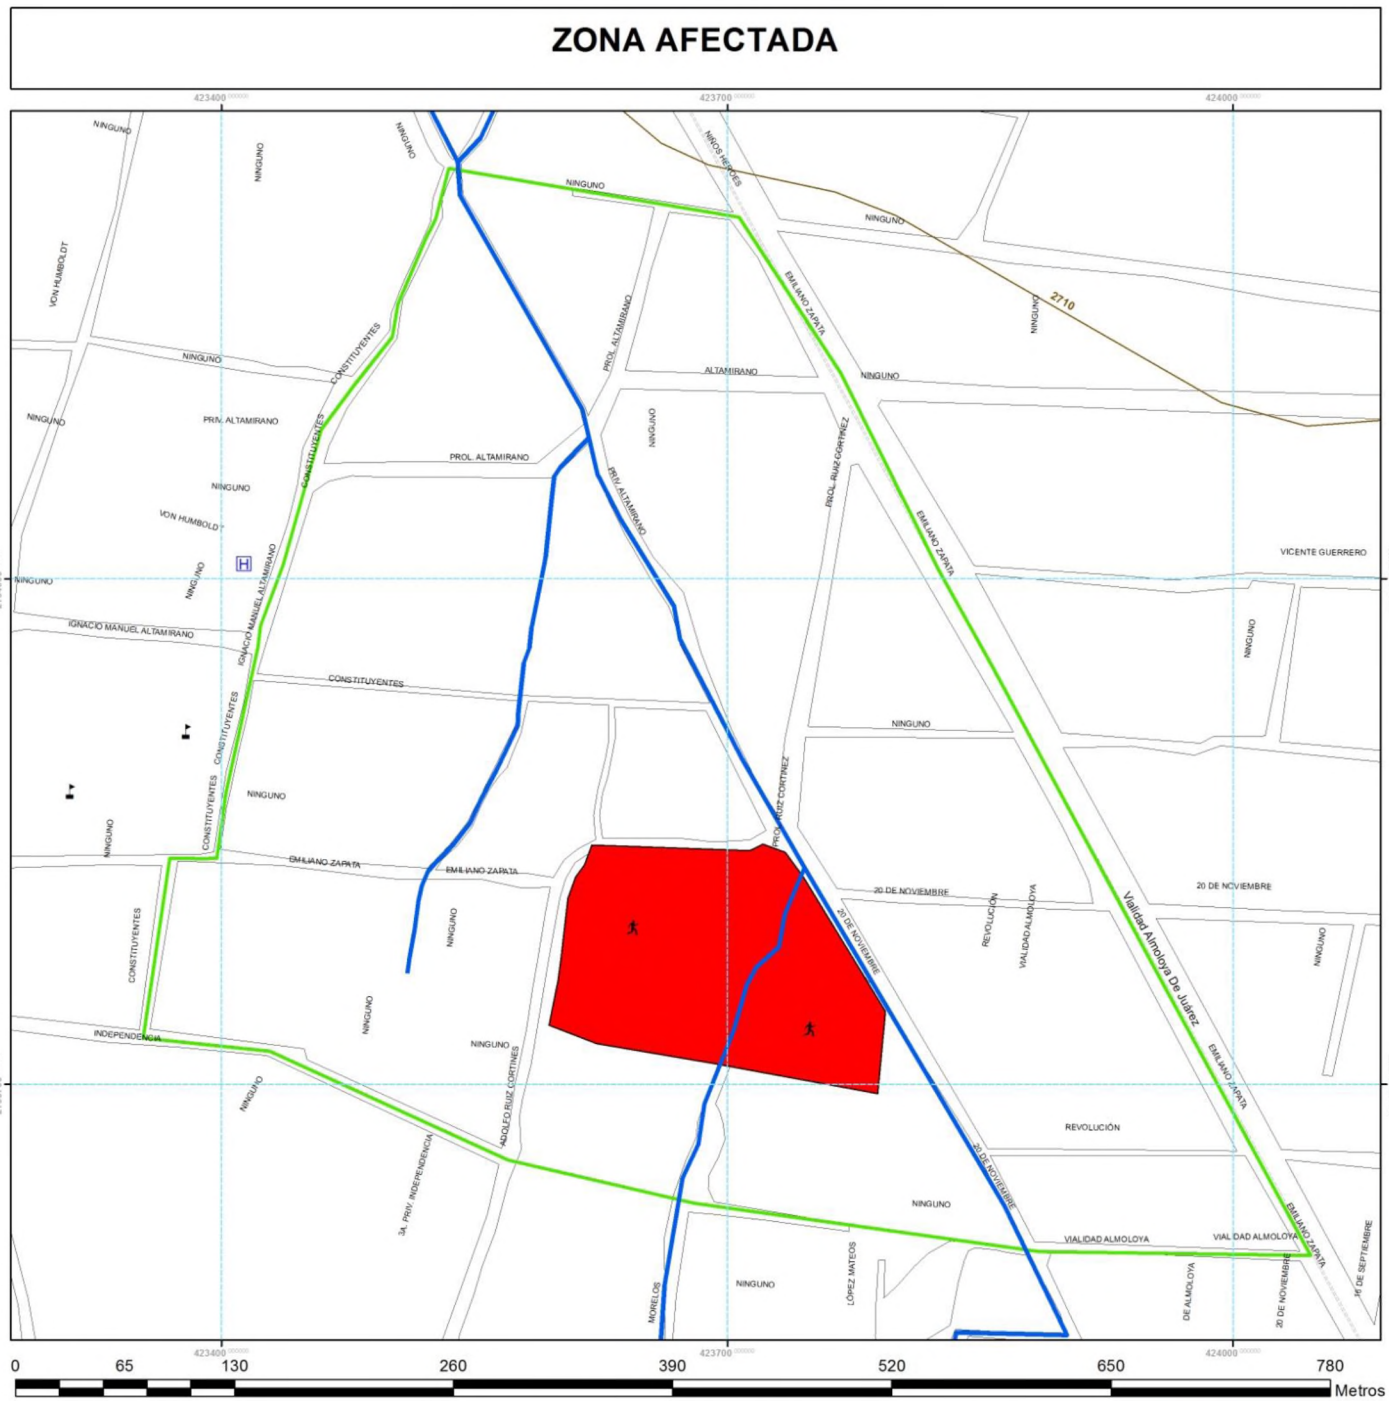 ZONA AFECTADA
423400
423700
424000
NINGUNO
NINGUNO
NINGUNO
NIÑOS HEROES
NINGUNO
NINGUNO
VON HUMBOLDT
EMILIANO ZAPATA
2710
NINGUNO
PROL. ALTAMIRANO
CONSTITUYENTES
NINGUNO
ALTAMIRANO
NINGUNO
NINGUNO
PRIV. ALTAMIRANO
NINGUNO
CONSTITUYENTES
PROL. ALTAMIRANO
PROL. RUIZ CORTINEZ
NINGUNO
PRIV. ALTAMIRANO
VON HUMBOLDT
EMILIANO ZAPATA
VICENTE GUERRERO
H
NINGUNO
NINGUNO
IGNACIO MANUEL ALTAMIRANO
IGNACIO MANUEL ALTAMIRANO
NINGUNO
CONSTITUYENTES
CONSTITUYENTES
NINGUNO
NINGUNO
CONSTITUYENTES
PROL. RUIZ CORTINEZ
NINGUNO
EMILIANO ZAPATA
EMILIANO ZAPATA
20 DE NOVIEMBRE
20 DE NOVIEMBRE
REVOLUCIÓN
VIALIDAD ALMOLOYA
Vialidad Almoloya De Juárez
CONSTITUYENTES
NINGUNO
20 DE NOVIEMBRE
NINGUNO
NINGUNO
INDEPENDENCIA
NINGUNO
NINGUNO
ADOLFO RUIZ CORTINES
EMILIANO ZAPATA
REVOLUCIÓN
3A. PRIV. INDEPENDENCIA
20 DE NOVIEMBRE
NINGUNO
VIALIDAD ALMOLOYA
VIALIDAD ALMOLOYA
EMILIANO ZAPATA
MORELOS
NINGUNO
LÓPEZ MATEOS
DE ALMOLOYA
20 DE NOVIEMBRE
16 DE SEPTIEMBRE
423400
423700
424000
0 65 130 260 390 520 650 780
Metros